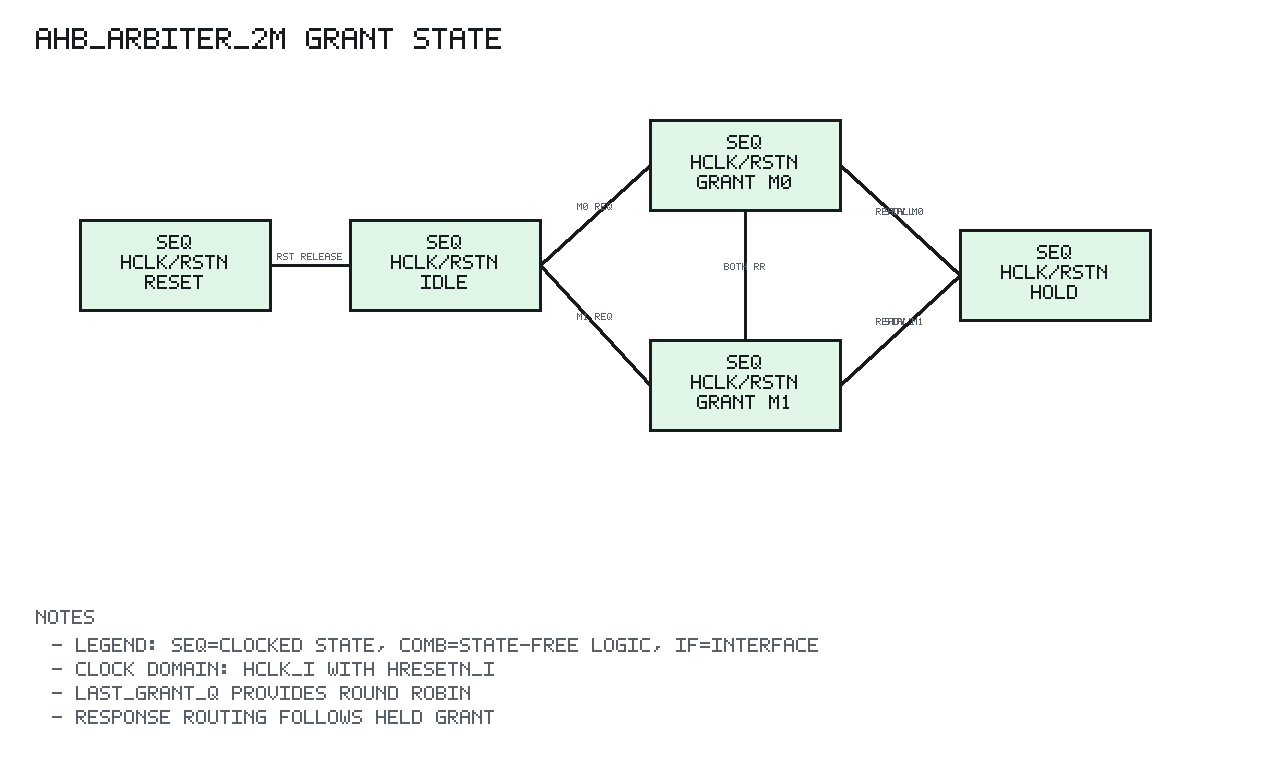 AHB_ARBITER_2M GRANT STATE
SEQ
HCLK/RSTN
GRANT M0
M0 REQ
SEQ
HCLK/RSTN
RESET
RST RELEASE
SEQ
HCLK/RSTN
IDLE
BOTH RR
SEQ
HCLK/RSTN
HOLD
M1 REQ
SEQ
HCLK/RSTN
GRANT M1
NOTES
- LEGEND: SEQ=CLOCKED STATE, COMB=STATE-FREE LOGIC, IF=INTERFACE
- CLOCK DOMAIN: HCLK_I WITH HRESETN_I
- LAST_GRANT_Q PROVIDES ROUND ROBIN
- RESPONSE ROUTING FOLLOWS HELD GRANT